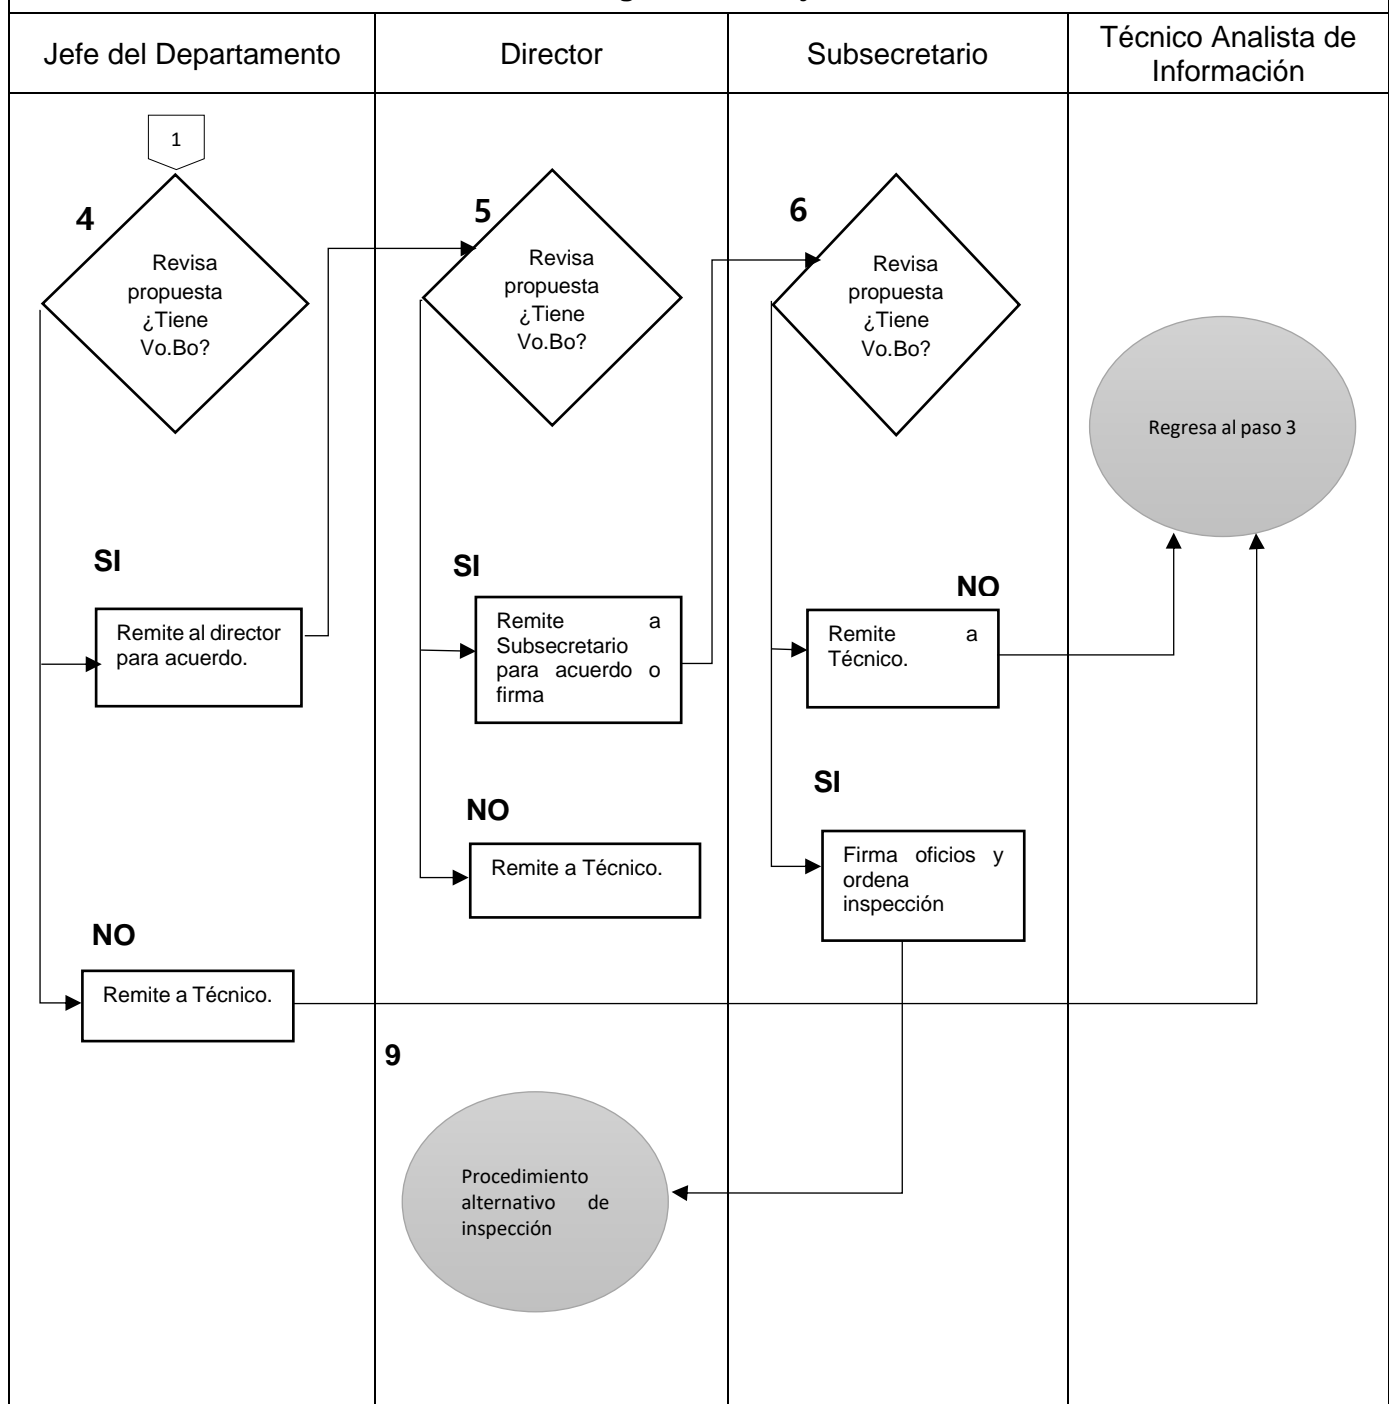 Jefe del Departamento
Director
Subsecretario
Técnico Analista de
Información
1
4
Revisa
propuesta
¿Tiene
Vo.Bo?
5
Revisa
propuesta
¿Tiene
Vo.Bo?
6
Revisa
propuesta
¿Tiene
Vo.Bo?
Regresa al paso 3
SI
Remite al director
para acuerdo.
SI
Remite a
Subsecretario
para acuerdo o
firma
NO
Remite a
Técnico.
NO
Remite a Técnico.
SI
Firma oficios y
ordena
inspección
NO
Remite a Técnico.
9
Procedimiento
alternativo de
inspección